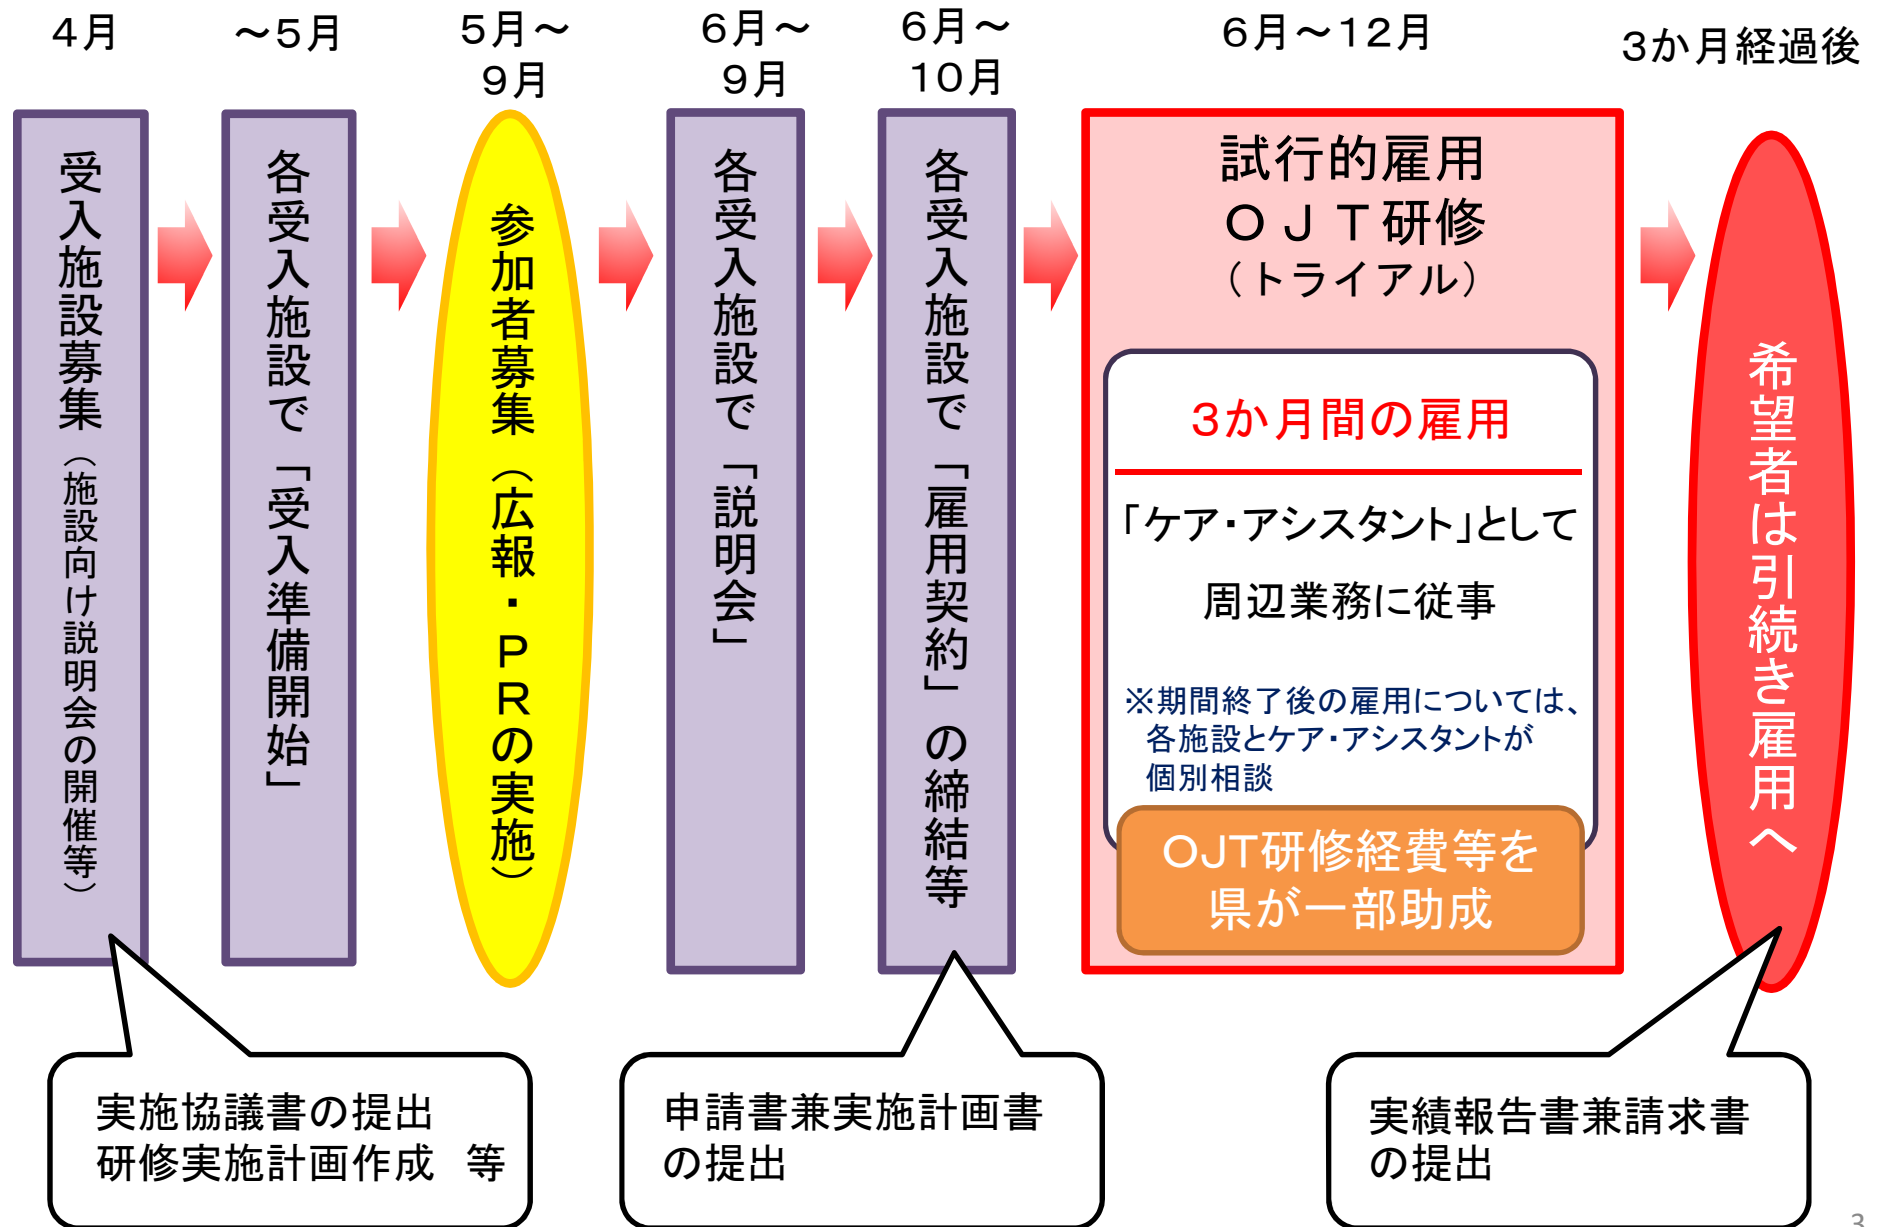 4月
～5月
5月～
9月
6月～
9月
6月～
10月
6月～12月
3か月経過後
受入施設募集（施設向け説明会の開催等）
各受入施設で「受入準備開始」
参加者募集（広報・PRの実施）
各受入施設で「説明会」
各受入施設で「雇用契約」の締結等
試行的雇用
OJT研修
（トライアル）
3か月間の雇用
「ケア・アシスタント」として
周辺業務に従事
※期間終了後の雇用については、
各施設とケア・アシスタントが
個別相談
OJT研修経費等を
県が一部助成
希望者は引続き雇用へ
実施協議書の提出
研修実施計画作成　等
申請書兼実施計画書
の提出
実績報告書兼請求書
の提出
3